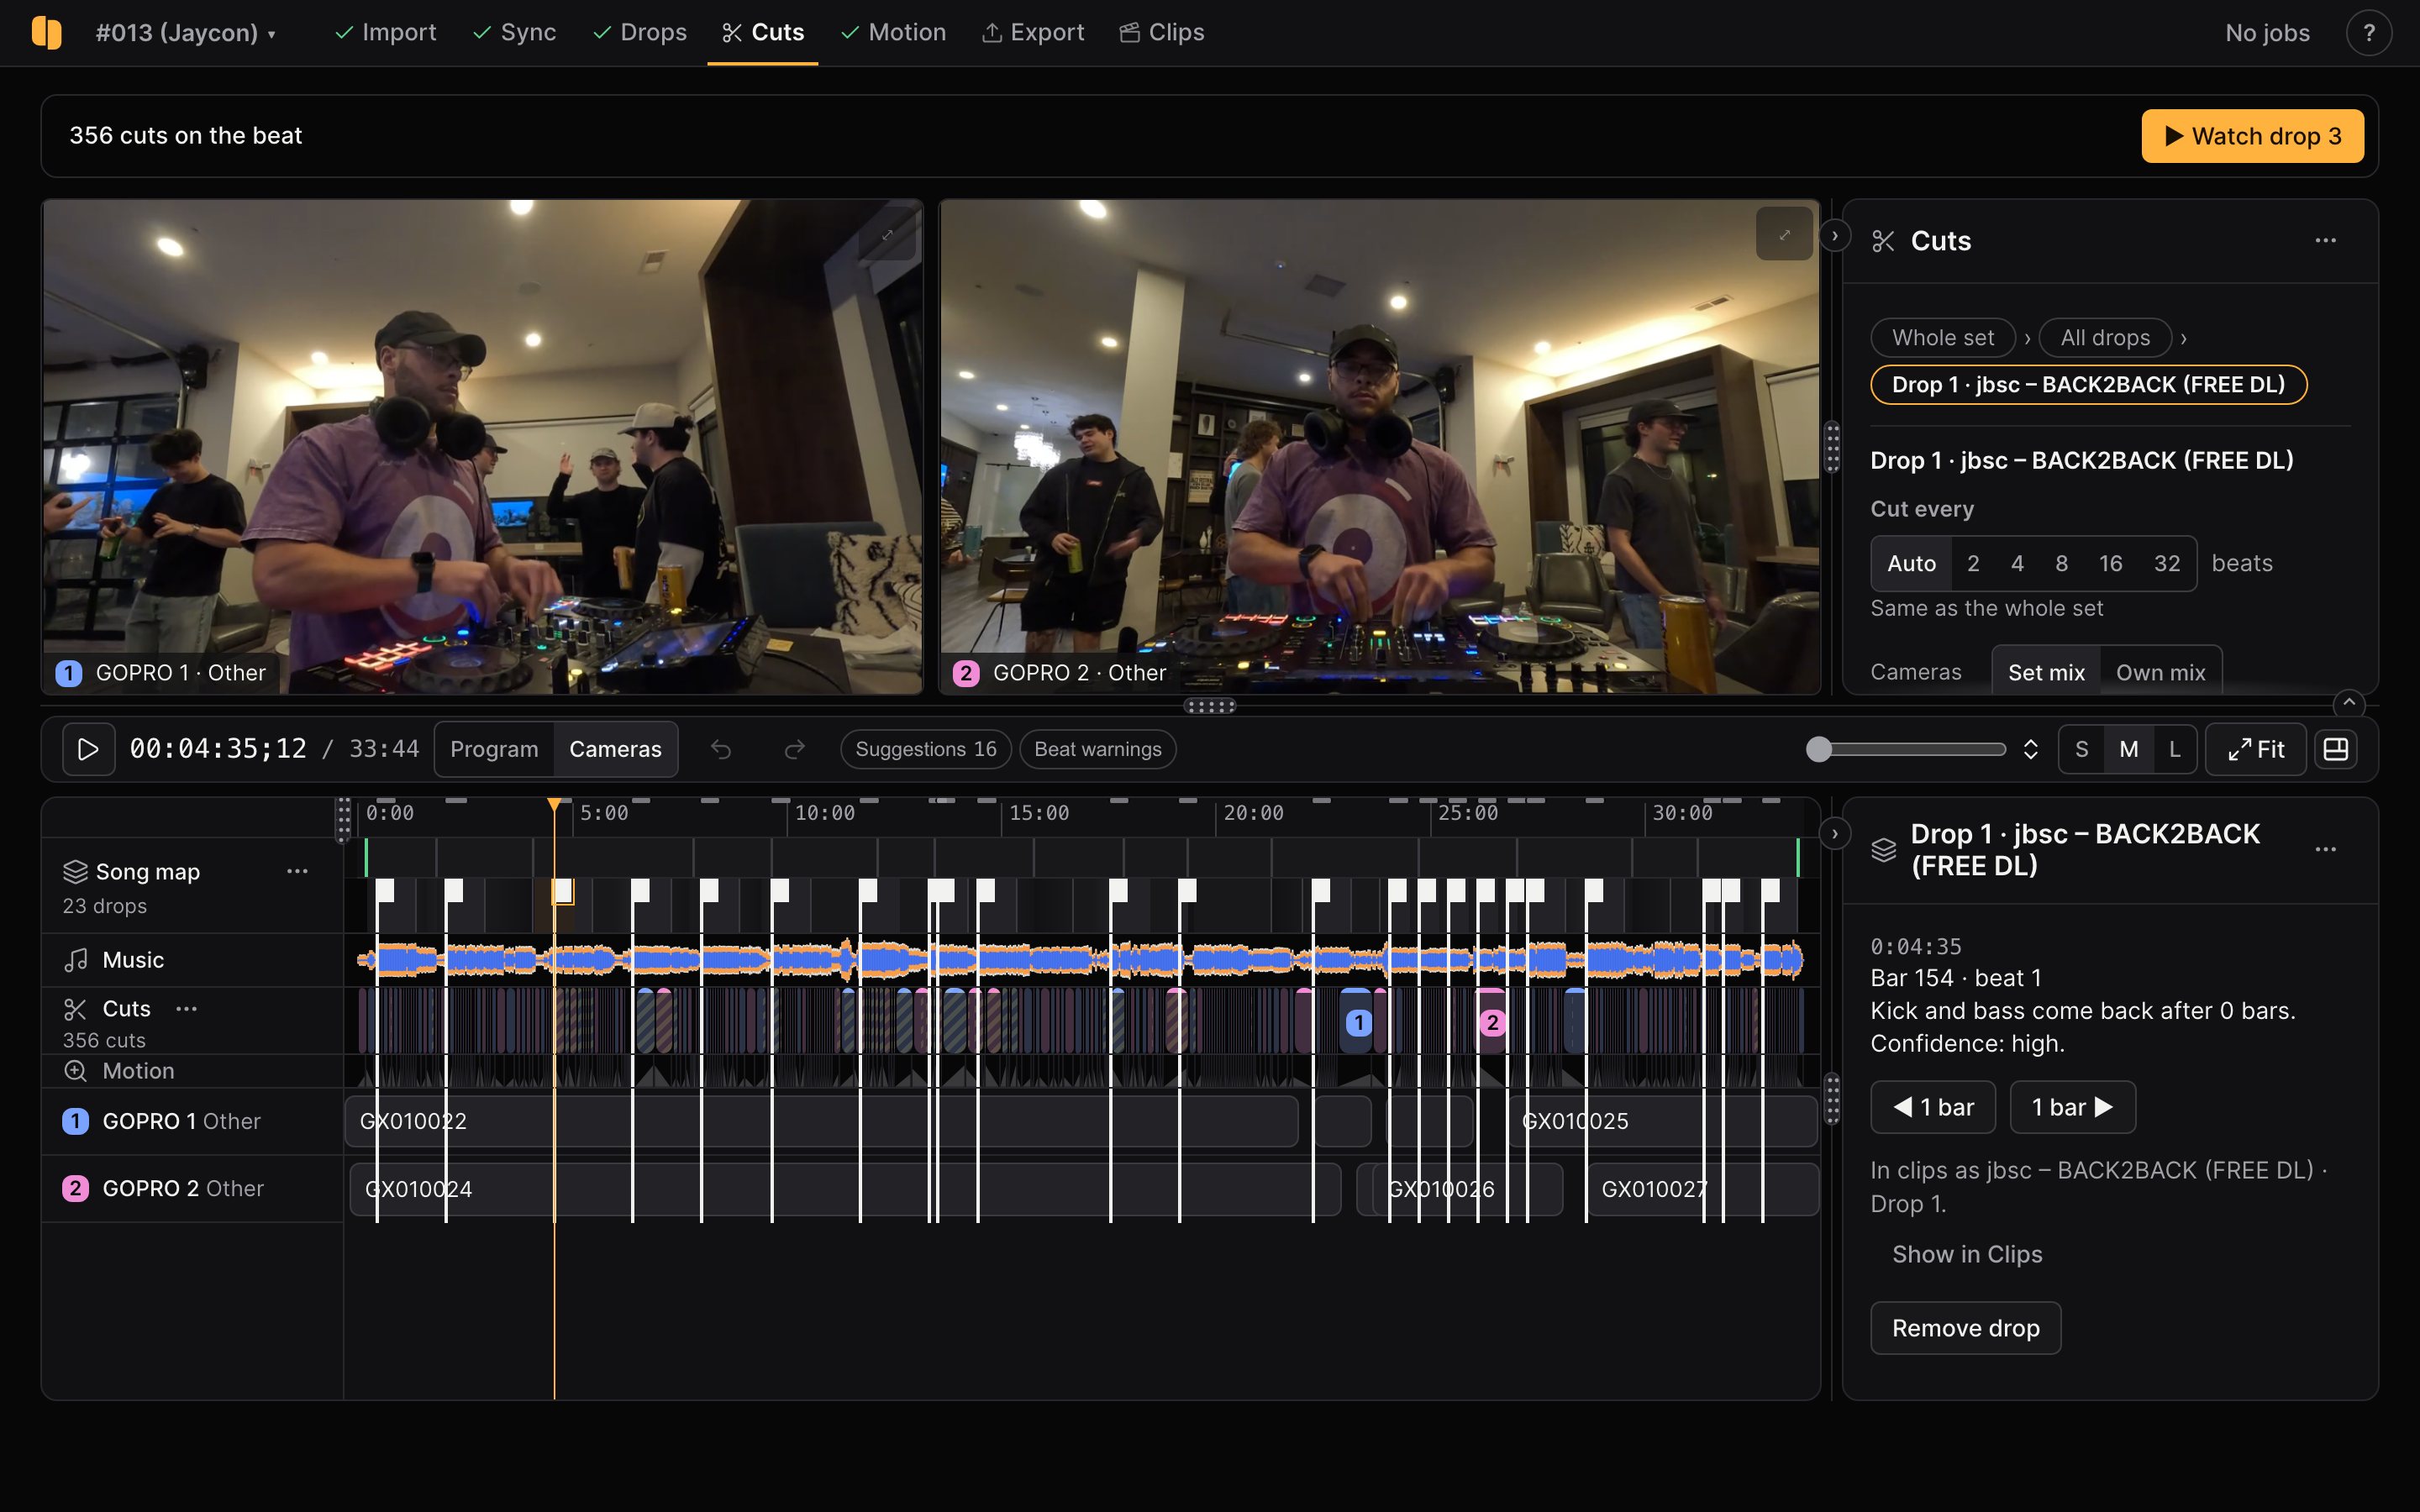 #013 (Jaycon)
Import
Sync
Drops
Cuts
Motion
Export
Clips
No jobs
?
356 cuts on the beat
Watch drop 3
1 GOPRO 1 · Other
2 GOPRO 2 · Other
Cuts
Whole set › All drops ›
Drop 1 · jbsc – BACK2BACK (FREE DL)
Drop 1 · jbsc – BACK2BACK (FREE DL)
Cut every
Auto 2 4 8 16 32 beats
Same as the whole set
Cameras Set mix Own mix
00:04:35;12 / 33:44
Program Cameras
Suggestions 16
Beat warnings
S M L
Fit
0:00 5:00 10:00 15:00 20:00 25:00 30:00
Song map
23 drops
Music
Cuts
356 cuts
1 2
Motion
1 GOPRO 1 Other
GX010022 GX010025
2 GOPRO 2 Other
GX010024 GX010026 GX010027
Drop 1 · jbsc – BACK2BACK
(FREE DL)
0:04:35
Bar 154 · beat 1
Kick and bass come back after 0 bars.
Confidence: high.
1 bar 1 bar
In clips as jbsc – BACK2BACK (FREE DL) ·
Drop 1.
Show in Clips
Remove drop